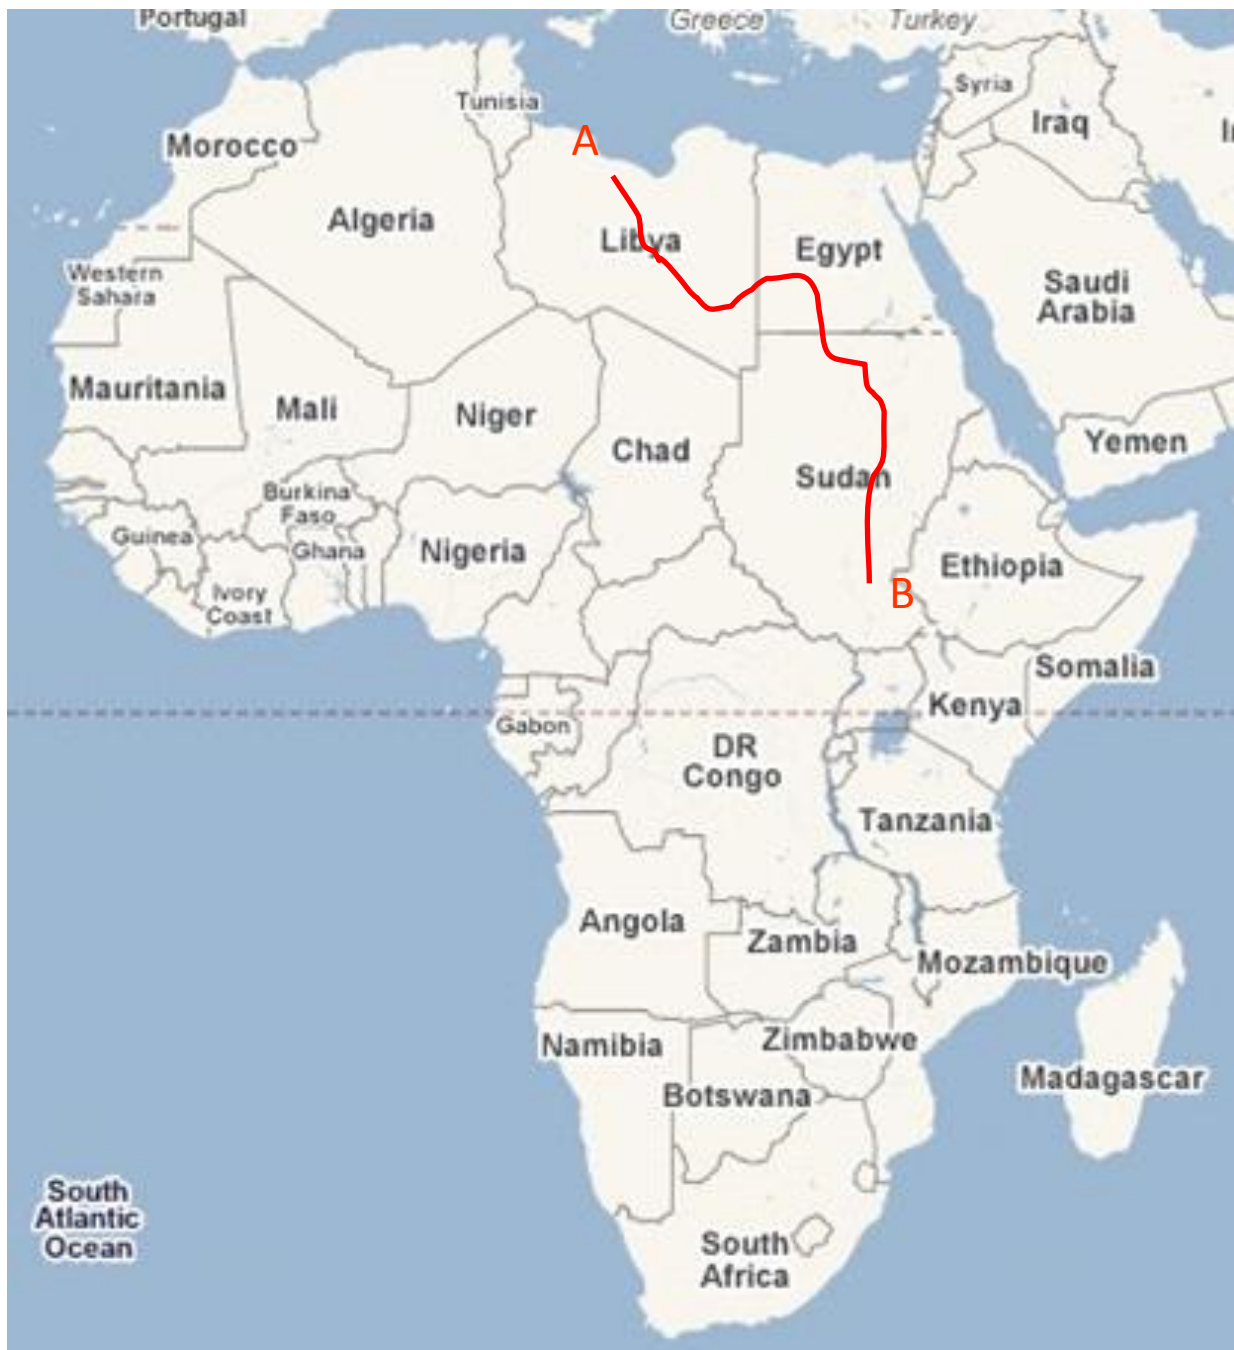 Portugal
Greece
Turkey
Syria
Tunisia
Iraq
A
Morocco
Algeria
Libya
Egypt
Western
Sahara
Saudi
Arabia
Mauritania
Mali
Niger
Chad
Yemen
Sudan
Burkina
Faso
Guinea
Ghana
Nigeria
Ethiopia
Ivory
Coast
B
Somalia
Kenya
Gabon
DR
Congo
Tanzania
Angola
Zambia
Mozambique
Namibia
Zimbabwe
Madagascar
Botswana
South
Atlantic
Ocean
South
Africa